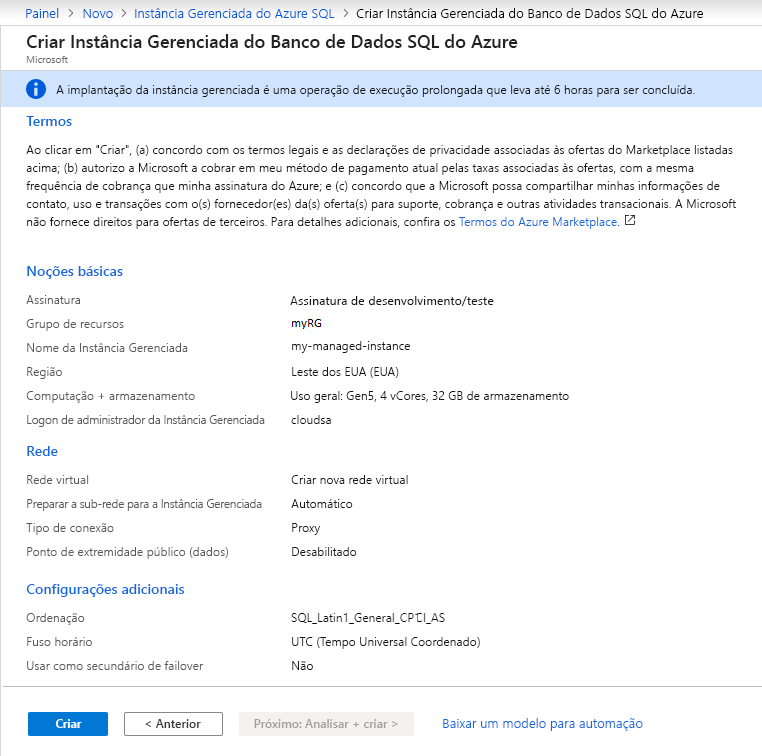 Painel > Novo > Instância Gerenciada do Azure SQL > Criar Instância Gerenciada do Banco de Dados SQL do Azure
Criar Instância Gerenciada do Banco de Dados SQL do Azure
Microsoft
A implantação da instância gerenciada é uma operação de execução prolongada que leva até 6 horas para ser concluída.
Termos
Ao clicar em "Criar", (a) concordo com os termos legais e as declarações de privacidade associadas às ofertas do Marketplace listadas
acima; (b) autorizo a Microsoft a cobrar em meu método de pagamento atual pelas taxas associadas às ofertas, com a mesma
frequência de cobrança que minha assinatura do Azure; e (c) concordo que a Microsoft possa compartilhar minhas informações de
contato, uso e transações com o(s) fornecedor(es) da(s) oferta(s) para suporte, cobrança e outras atividades transacionais. A Microsoft
não fornece direitos para ofertas de terceiros. Para detalhes adicionais, confira os Termos do Azure Marketplace.
Noções básicas
Assinatura Assinatura de desenvolvimento/teste
Grupo de recursos myRG
Nome da Instância Gerenciada my-managed-instance
Região Leste dos EUA (EUA)
Computação + armazenamento Uso geral: Gen5, 4 vCores, 32 GB de armazenamento
Logon de administrador da Instância Gerenciada cloudsa
Rede
Rede virtual Criar nova rede virtual
Preparar a sub-rede para a Instância Gerenciada Automático
Tipo de conexão Proxy
Ponto de extremidade público (dados) Desabilitado
Configurações adicionais
Ordenação SQL_Latin1_General_CP1CI_AS
Fuso horário UTC (Tempo Universal Coordenado)
Usar como secundário de failover Não
Criar < Anterior Próximo: Analisar + criar > Baixar um modelo para automação